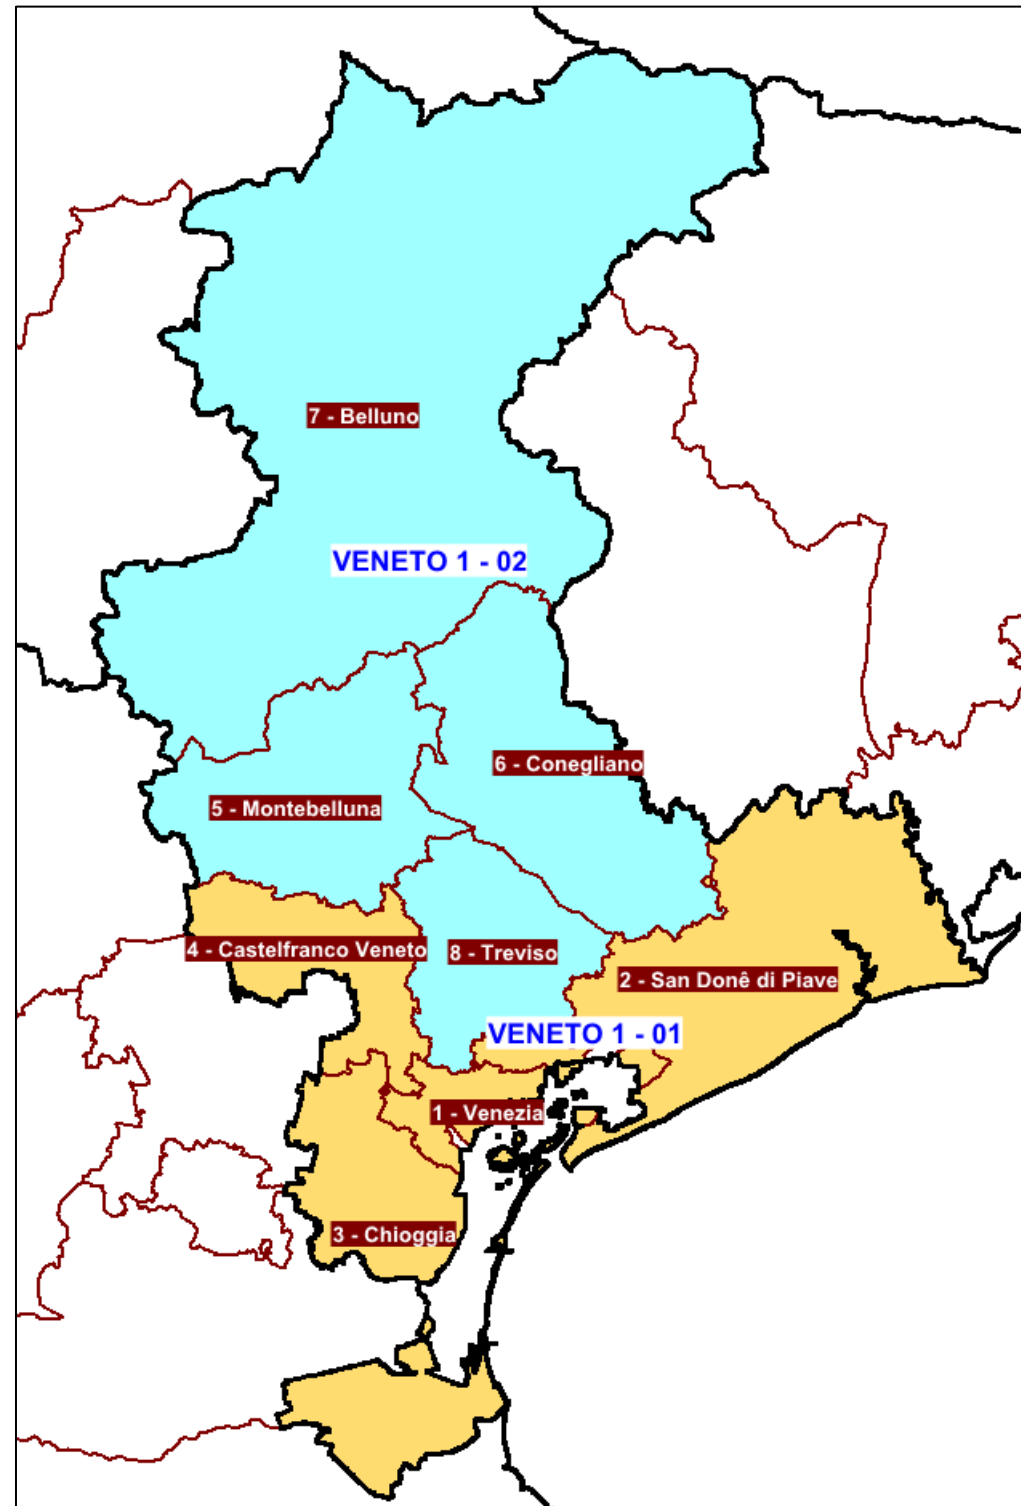 7 - Belluno
VENETO 1 - 02
6 - Conegliano
5 - Montebelluna
4 - Castelfranco Veneto
8 - Treviso
2 - San Donê di Piave
VENETO 1 - 01
1 - Venezia
3 - Chioggia